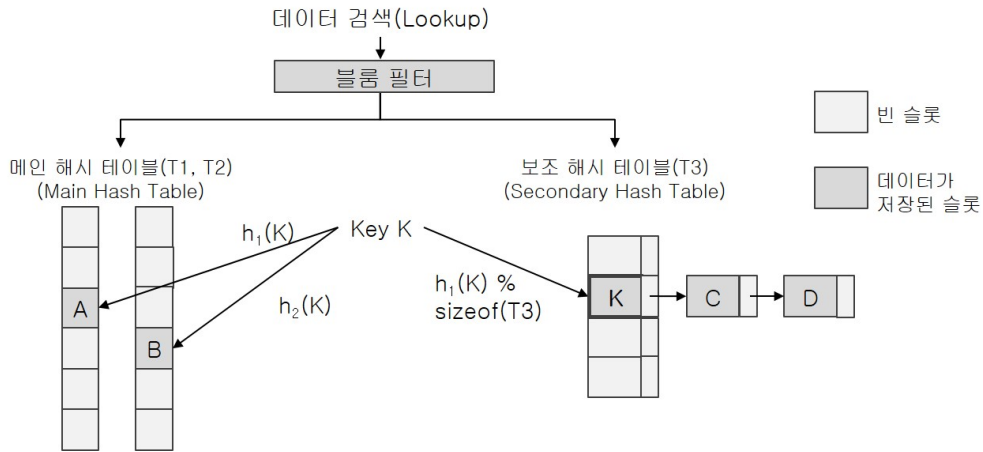 데이터 검색(Lookup)
블룸 필터
빈 슬롯
메인 해시 테이블(T1, T2)
(Main Hash Table)
보조 해시 테이블(T3)
(Secondary Hash Table)
데이터가
저장된 슬롯
h₁(K)
Key K
h₂(K)
h₁(K) %
sizeof(T3)
A
B
K
C
D